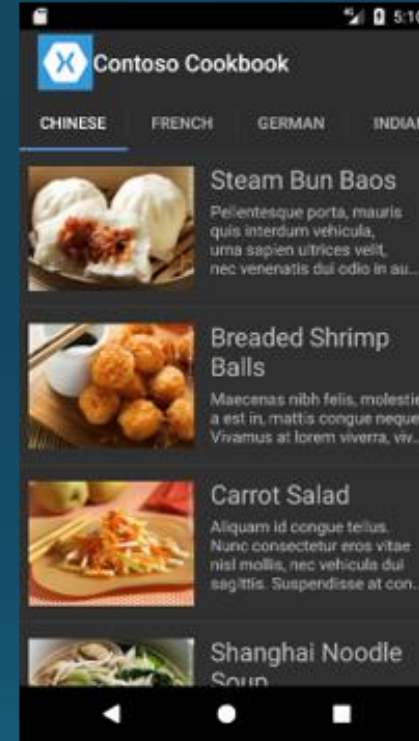 5:10
Contoso Cookbook
CHINESE FRENCH GERMAN INDIAN
Steam Bun Baos
Pellentesque porta, mauris
quis interdum vehicula,
urna sapien ultrices velit,
nec venenatis dui odio in au...
Breaded Shrimp
Balls
Maecenas nibh felis, molestie
a est in, mattis congue neque
Vivamus at lorem viverra, viv...
Carrot Salad
Aliquam id congue tellus.
Nunc consectetur eros vitae
nisl mollis, nec vehicula dui
sagittis. Suspendisse at con...
Shanghai Noodle
Soup